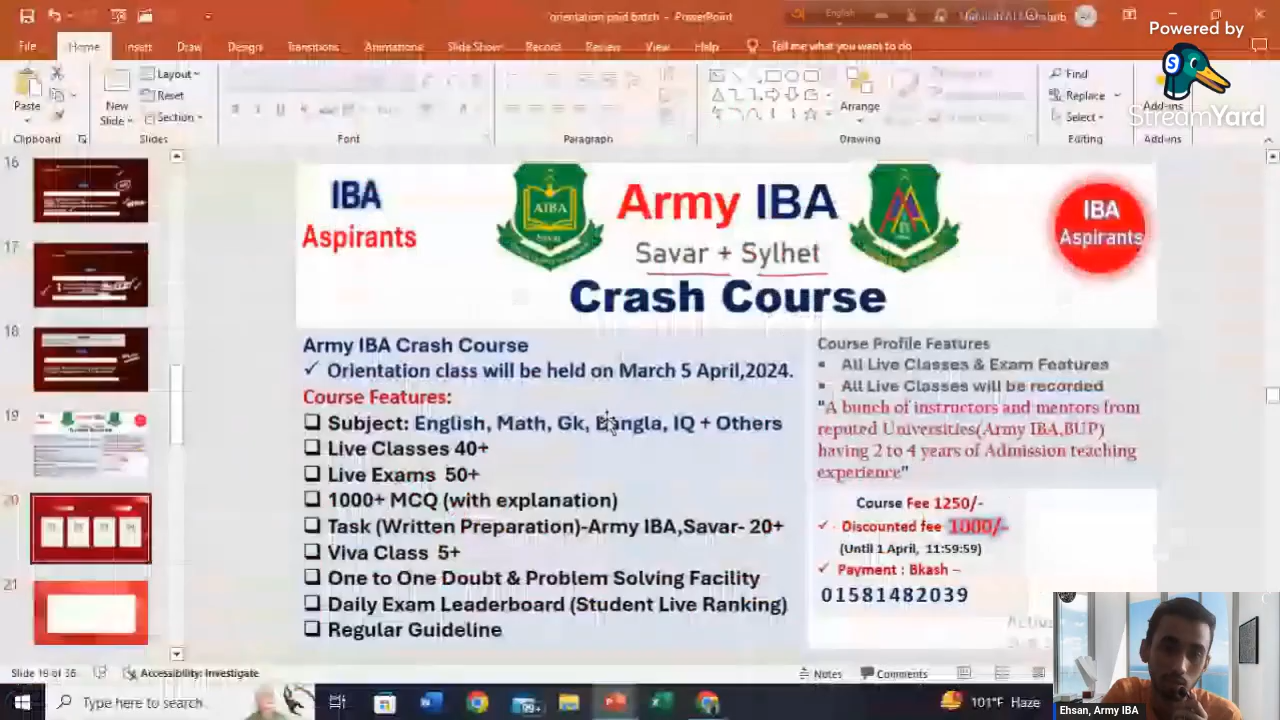 orientation paid batch - PowerPoint
English
Powered by
StreamYard
File Home Insert Draw Design Transitions Animations Slide Show Record Review View Help Tell me what you want to do
Paste
New
Slide
Layout
Reset
Section
Arrange
Find
Replace
Select
Add-ins
Clipboard Slides Font Paragraph Drawing Editing Add-ins
16
17
18
19
20
21
IBA
Aspirants
AIBA
Army IBA
Savar + Sylhet
Crash Course
IBA
Aspirants
Army IBA Crash Course
✓ Orientation class will be held on March 5 April,2024.
Course Features:
❑ Subject: English, Math, Gk, Bangla, IQ + Others
❑ Live Classes 40+
❑ Live Exams 50+
❑ 1000+ MCQ (with explanation)
❑ Task (Written Preparation)-Army IBA,Savar- 20+
❑ Viva Class 5+
❑ One to One Doubt & Problem Solving Facility
❑ Daily Exam Leaderboard (Student Live Ranking)
❑ Regular Guideline
Course Profile Features
▪ All Live Classes & Exam Features
▪ All Live Classes will be recorded
"A bunch of instructors and mentors from
reputed Universities(Army IBA,BUP)
having 2 to 4 years of Admission teaching
experience"
Course Fee 1250/-
✓ Discounted fee 1000/-
(Until 1 April, 11:59:59)
✓ Payment : Bkash –
01581482039
Slide 19 of 36
Accessibility: Investigate
Notes
Comments
Type here to search
99+
101°F Haze
Ehsan, Army IBA